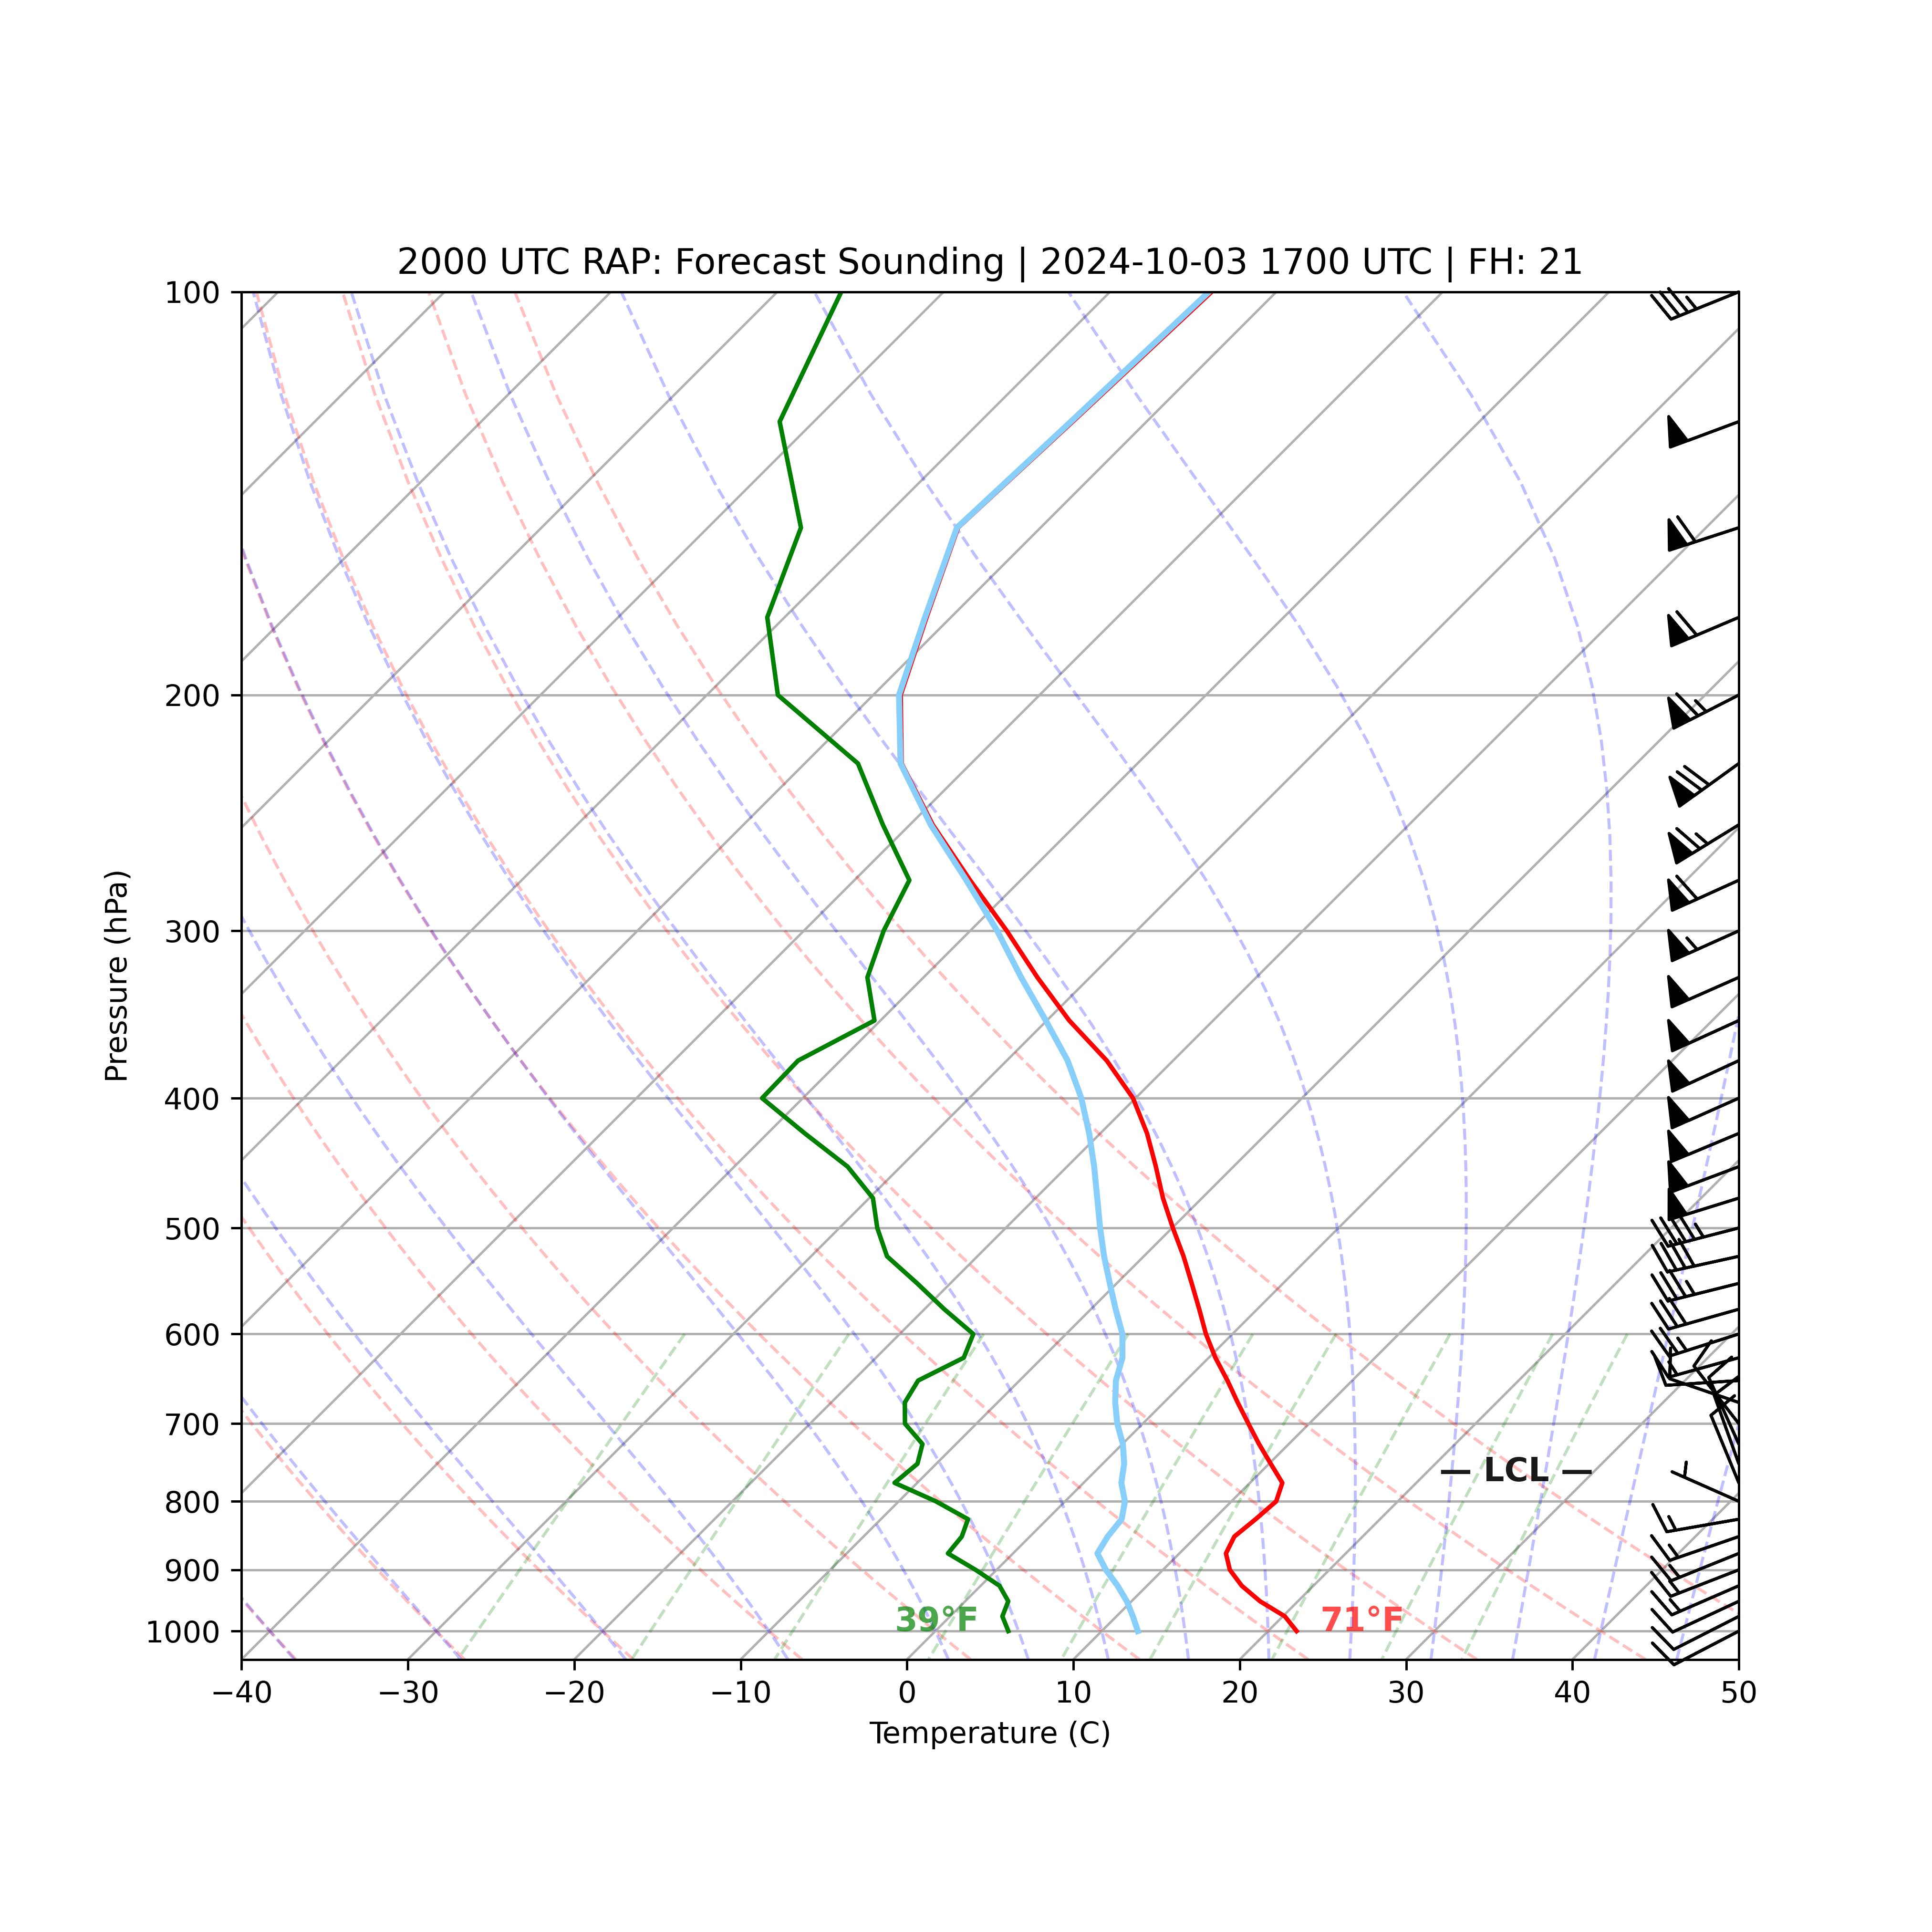 2000 UTC RAP: Forecast Sounding | 2024-10-03 1700 UTC | FH: 21
100
200
300
Pressure (hPa)
400
500
600
700
— LCL —
800
900
39°F 71°F
1000
−40 −30 −20 −10 0 10 20 30 40 50
Temperature (C)